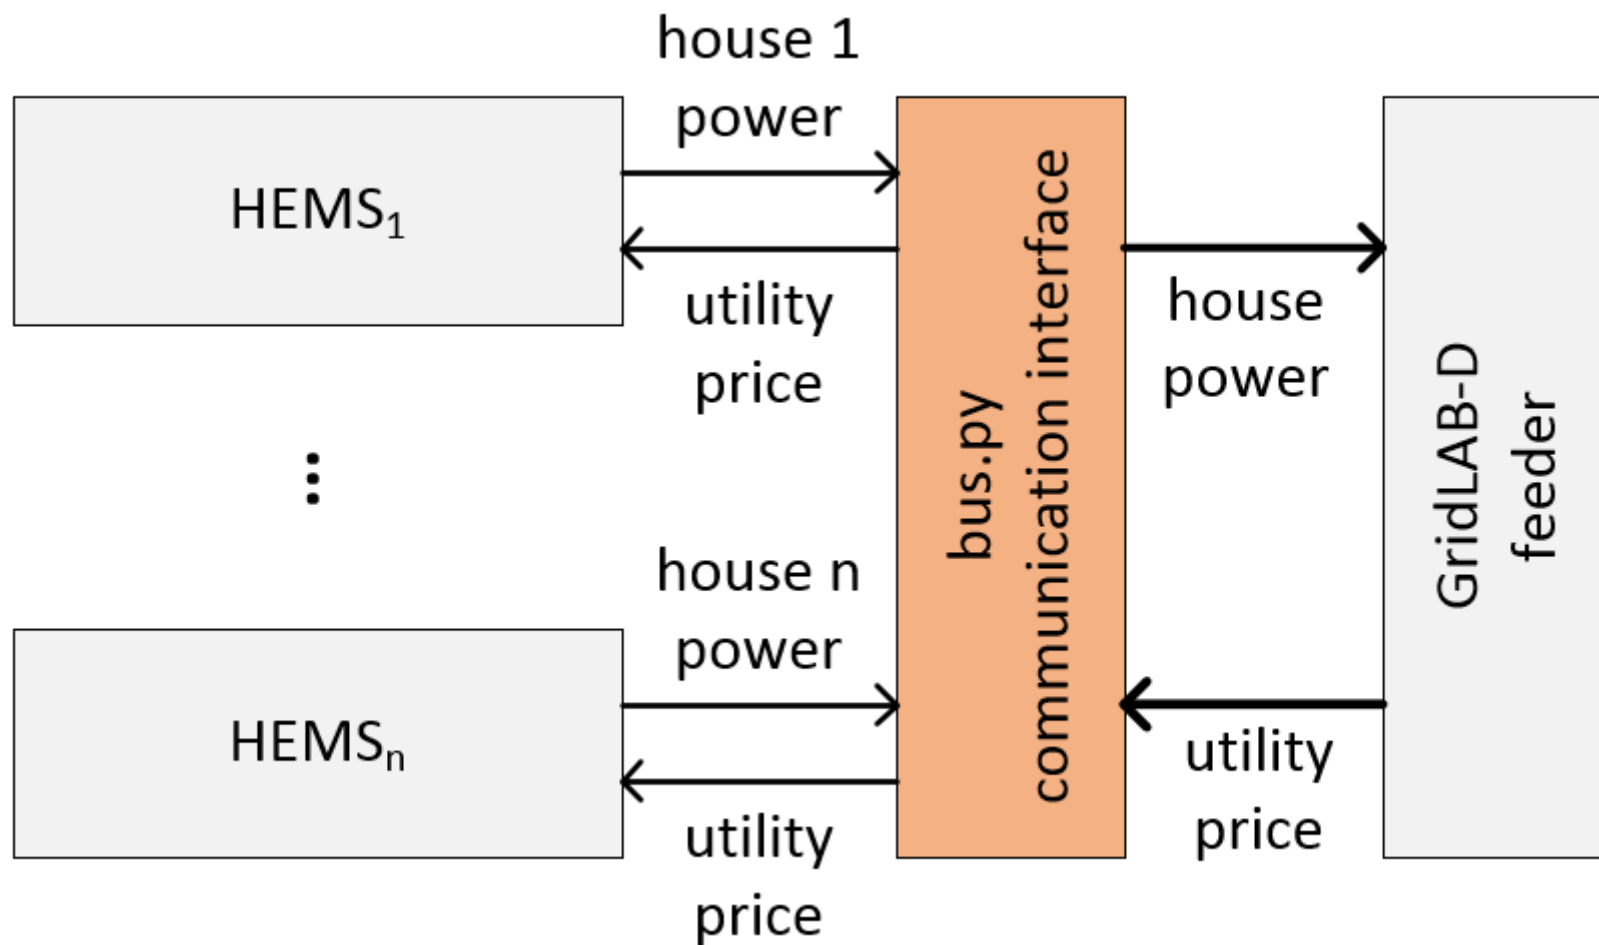 house 1
power
HEMS₁
utility
price
house n
power
HEMSₙ
utility
price
bus.py
communication interface
house
power
utility
price
GridLAB-D
feeder